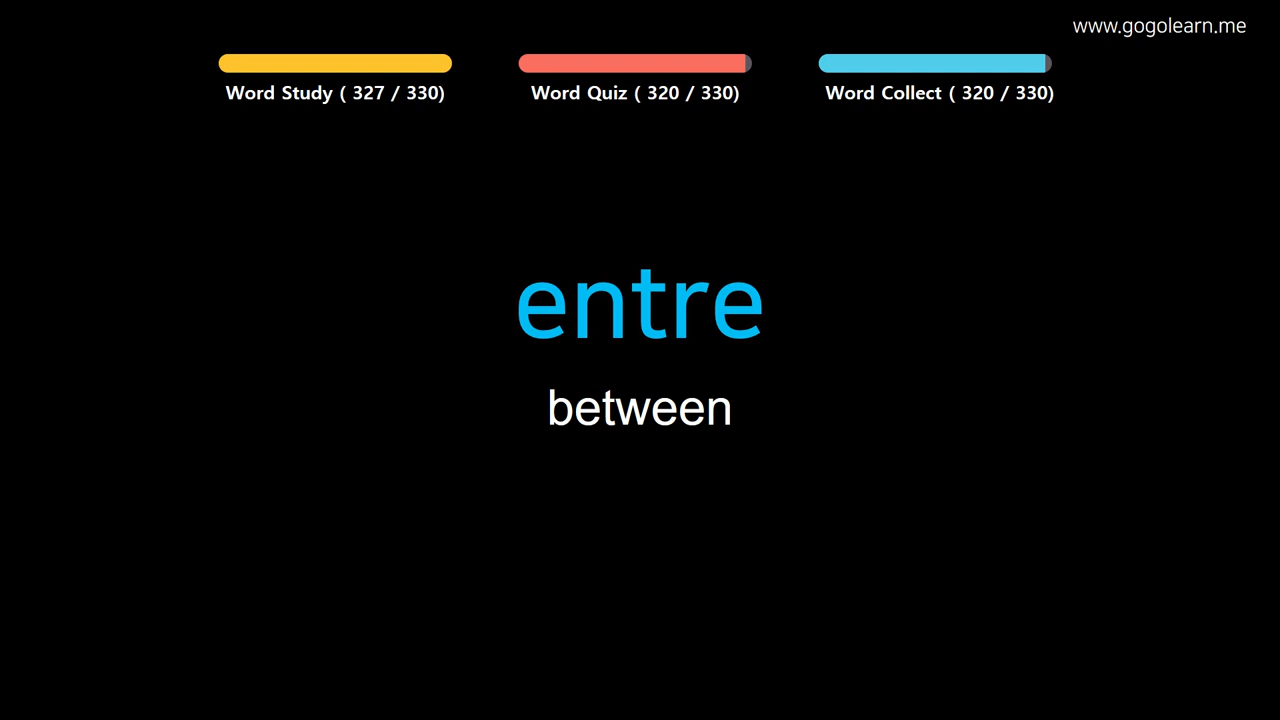 www.gogolearn.me
Word Study ( 327 / 330)
Word Quiz ( 320 / 330)
Word Collect ( 320 / 330)
entre
between